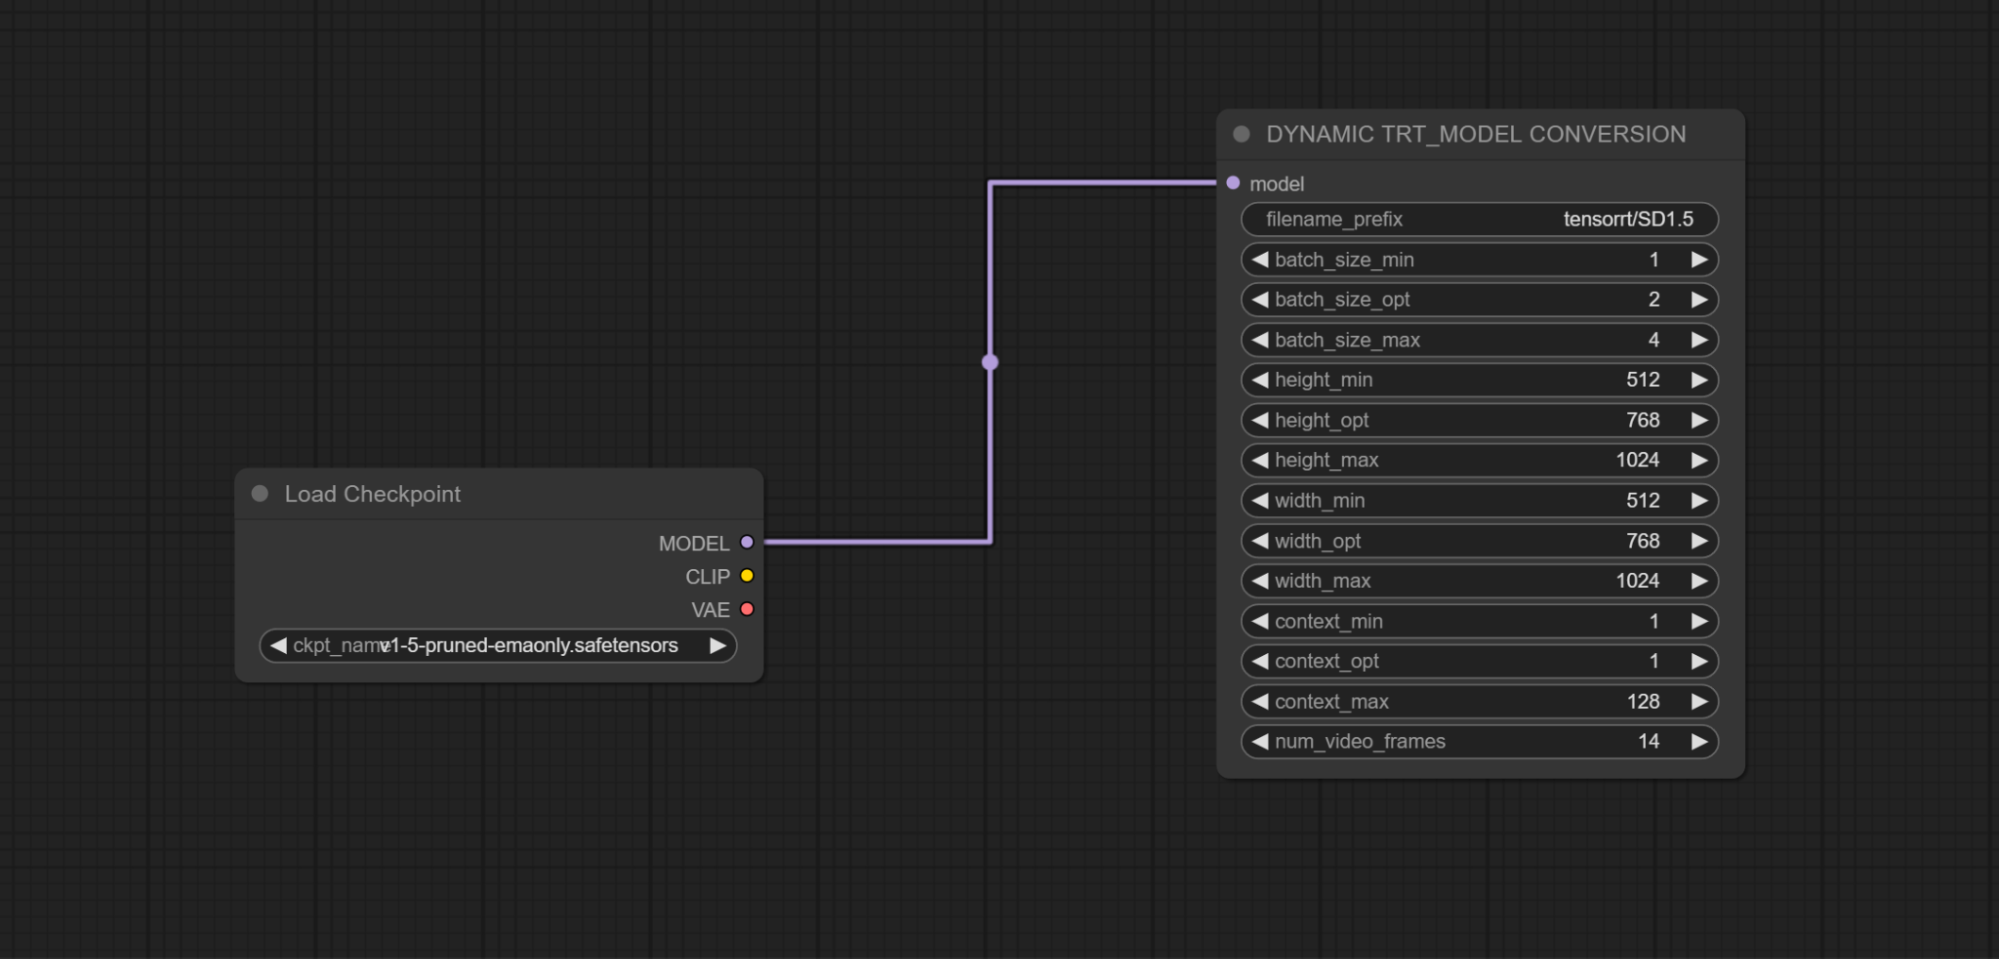 Load Checkpoint
MODEL
CLIP
VAE
ckpt_name v1-5-pruned-emaonly.safetensors
DYNAMIC TRT_MODEL CONVERSION
model
filename_prefix tensorrt/SD1.5
batch_size_min 1
batch_size_opt 2
batch_size_max 4
height_min 512
height_opt 768
height_max 1024
width_min 512
width_opt 768
width_max 1024
context_min 1
context_opt 1
context_max 128
num_video_frames 14